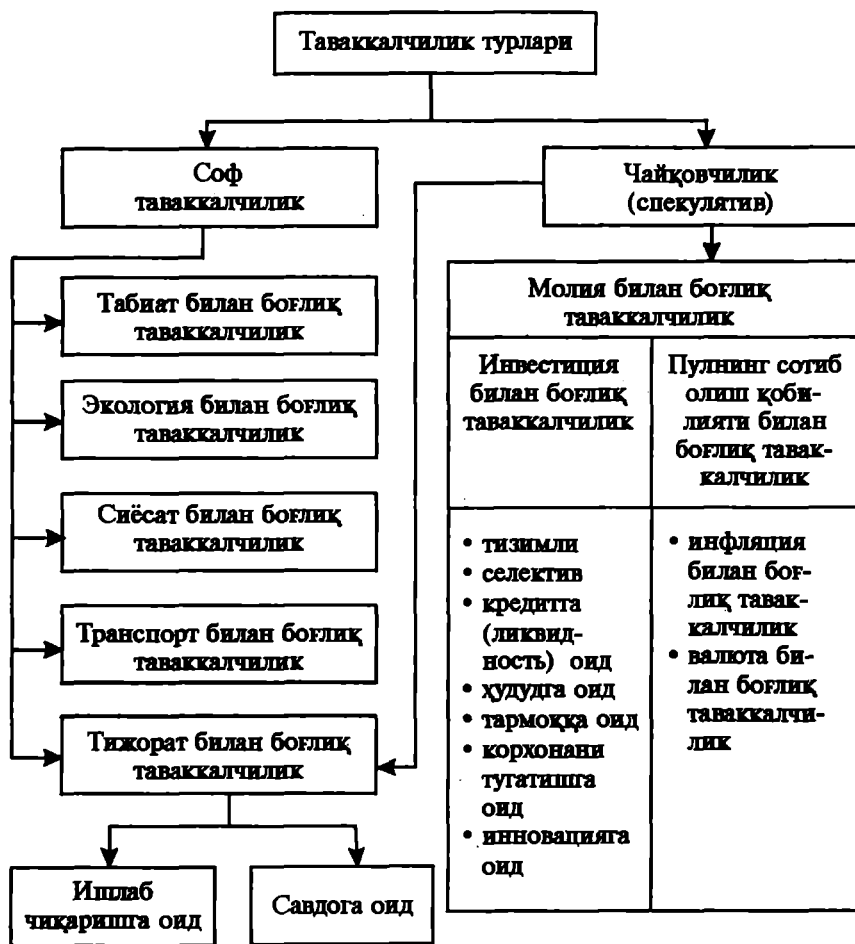 Таваккалчилик турлари
Соф
таваккалчилик
Чайқовчилик
(спекулятив)
Табиат билан боғлиқ
таваккалчилик
Экология билан боғлиқ
таваккалчилик
Сиёсат билан боғлиқ
таваккалчилик
Транспорт билан боғлиқ
таваккалчилик
Тижорат билан боғлиқ
таваккалчилик
Ишлаб
чиқаришга оид
Савдога оид
Молия билан боғлиқ
таваккалчилик
Инвестиция
билан боғлиқ
таваккалчилик
• тизимли
• селектив
• кредитга
(ликвид-
ность) оид
• ҳудудга оид
• тармоққа оид
• корхонани
тугатишга
оид
• инновацияга
оид
Пулнинг сотиб
олиш қоби-
лияти билан
боғлиқ тавак-
калчилик
• инфляция
билан боғ-
лиқ тавак-
калчилик
• валюта би-
лан боғлиқ
таваккалчи-
лик